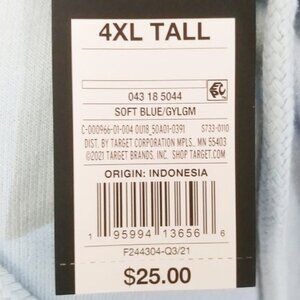 4XL TALL
043 18 5044
SOFT BLUE/GYLGM
C-000966-01-004 0U18_50A01-0391 S733-0110
DIST. BY TARGET CORPORATION MPLS, MN 55403
©2021 TARGET BRANDS, INC. SHOP TARGET.COM
ORIGIN: INDONESIA
1 95994 13656 6
F244304-Q3/21
$25.00